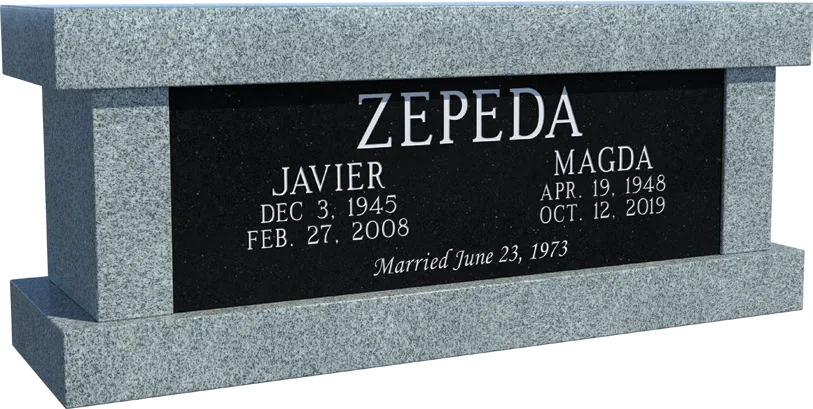 ZEPEDA
JAVIER
DEC 3, 1945
FEB. 27, 2008
MAGDA
APR. 19, 1948
OCT. 12, 2019
Married June 23, 1973